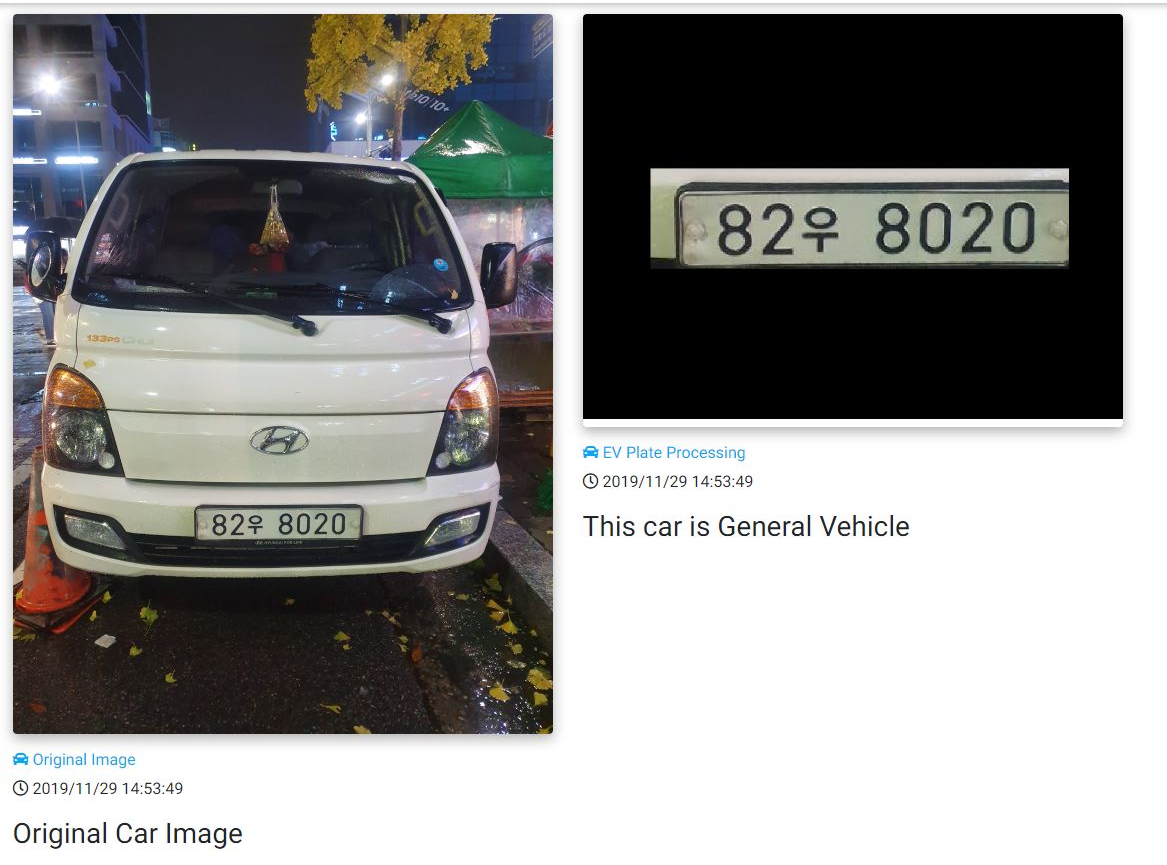 133PS
82우 8020
Original Image
2019/11/29 14:53:49
Original Car Image
82우 8020
EV Plate Processing
2019/11/29 14:53:49
This car is General Vehicle